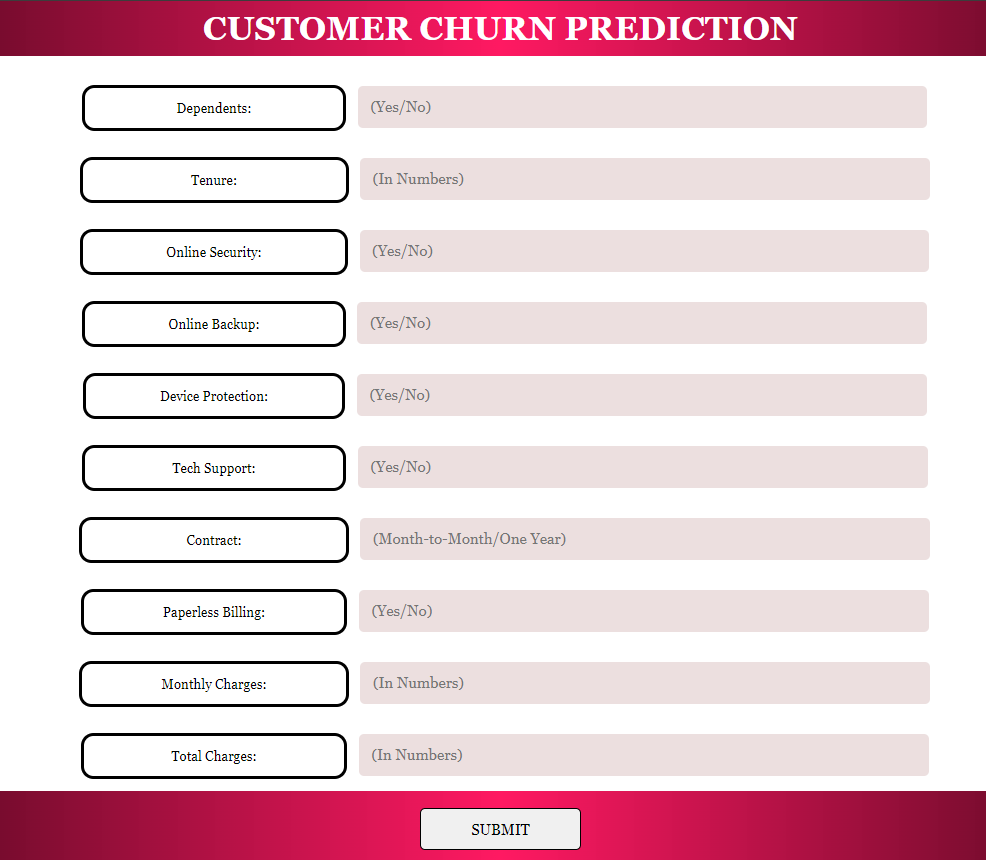 CUSTOMER CHURN PREDICTION
Dependents: (Yes/No)
Tenure: (In Numbers)
Online Security: (Yes/No)
Online Backup: (Yes/No)
Device Protection: (Yes/No)
Tech Support: (Yes/No)
Contract: (Month-to-Month/One Year)
Paperless Billing: (Yes/No)
Monthly Charges: (In Numbers)
Total Charges: (In Numbers)
SUBMIT